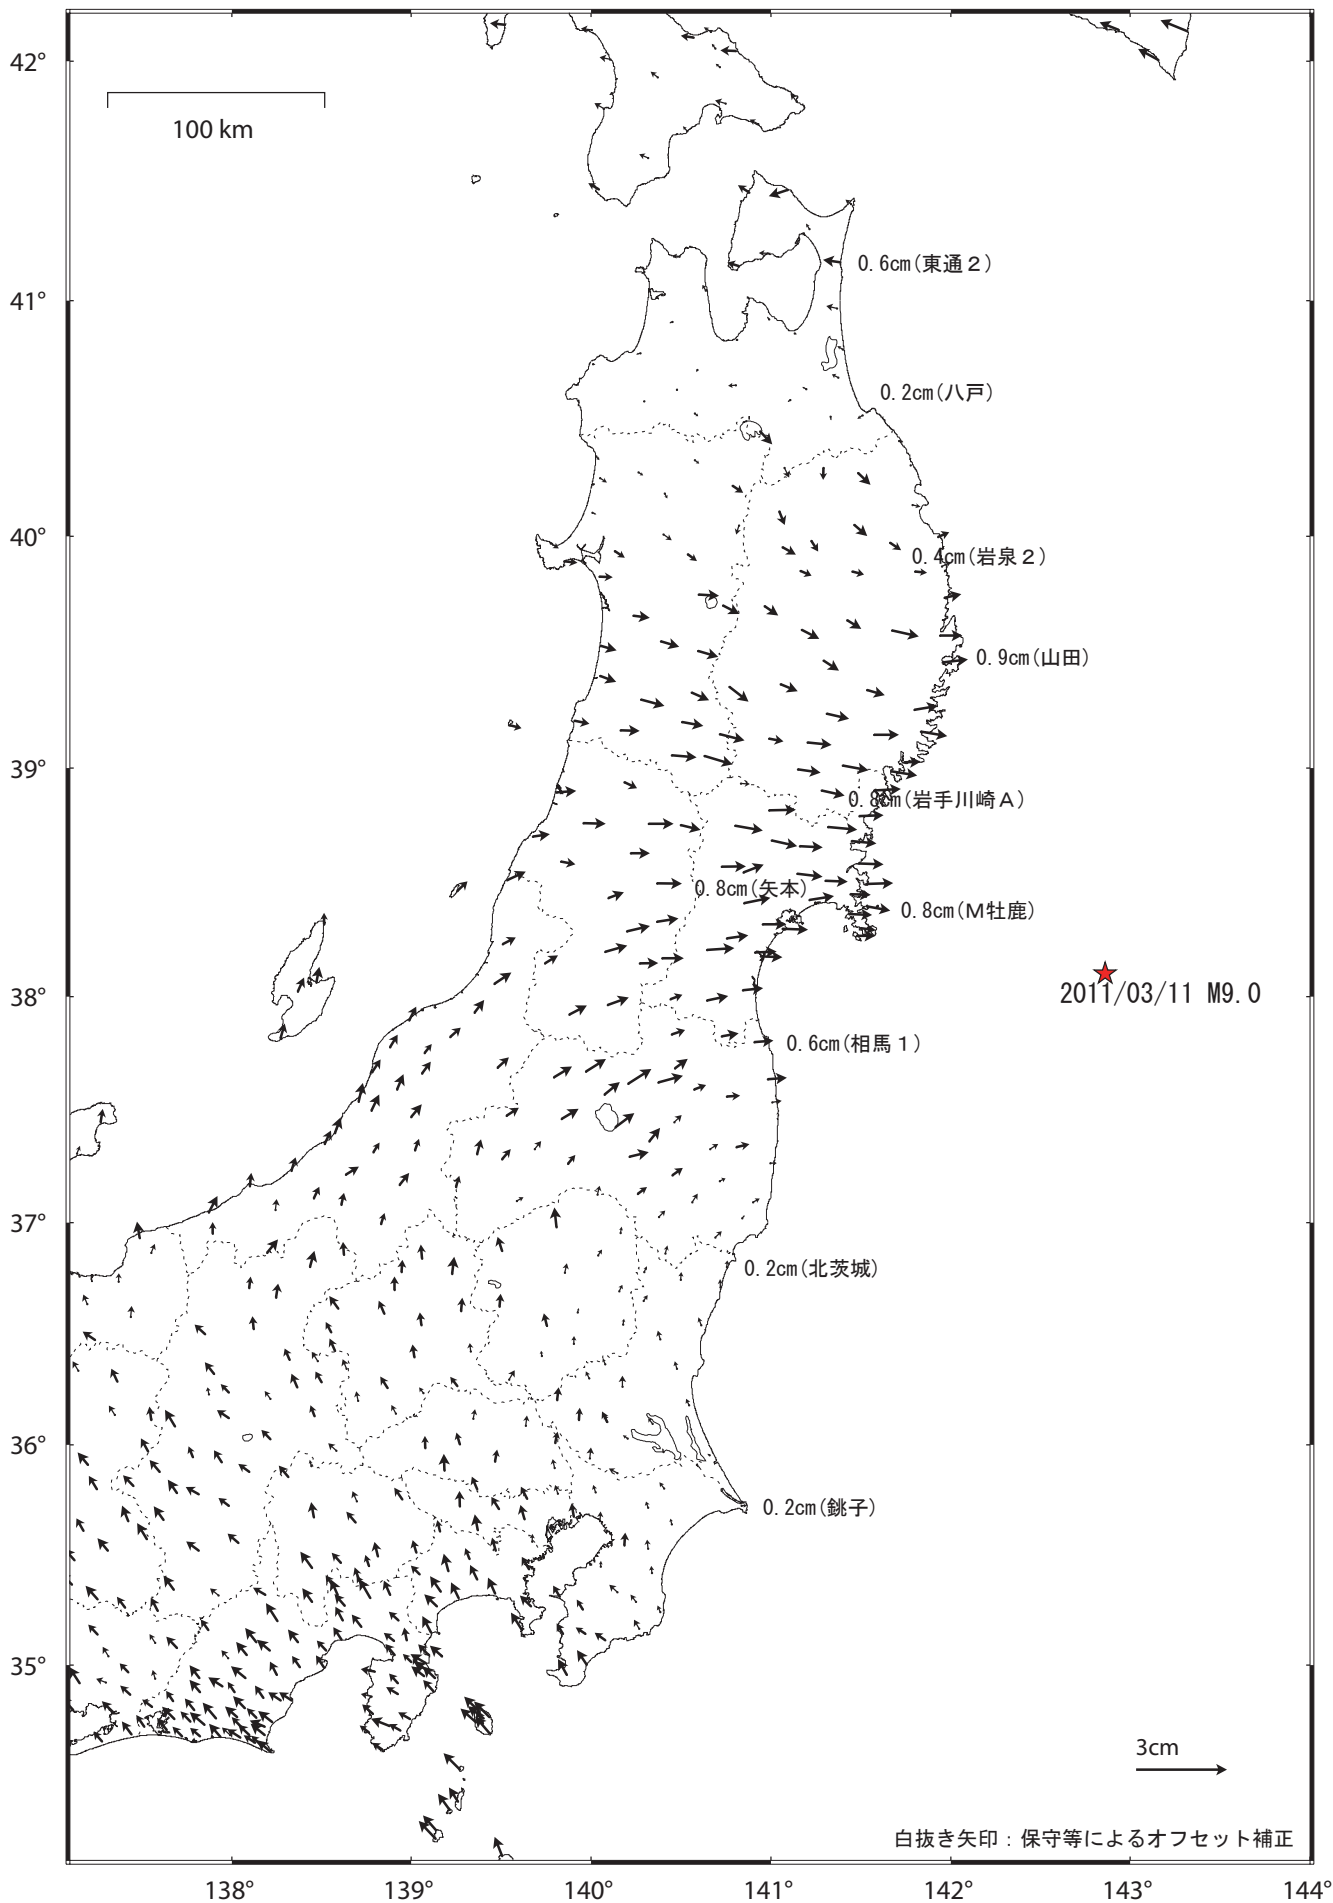 42°
100 km
0.6cm(東通２)
41°
0.2cm(八戸)
40°
0.4cm(岩泉２)
0.9cm(山田)
39°
0.8cm(岩手川崎Ａ)
0.8cm(矢本)
0.8cm(Ｍ牡鹿)
38°
2011/03/11 M9.0
0.6cm(相馬１)
37°
0.2cm(北茨城)
36°
0.2cm(銚子)
35°
3cm
白抜き矢印：保守等によるオフセット補正
138° 139° 140° 141° 142° 143° 144°